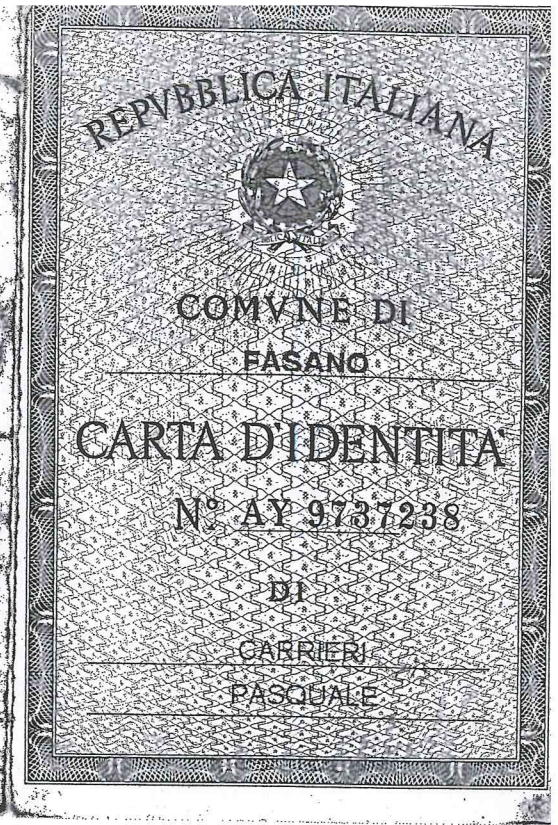 REPVBBLICA ITALIANA
COMVNE DI
FASANO
CARTA D'IDENTITA'
N° AY 9737238
DI
CARRIERI
PASQUALE